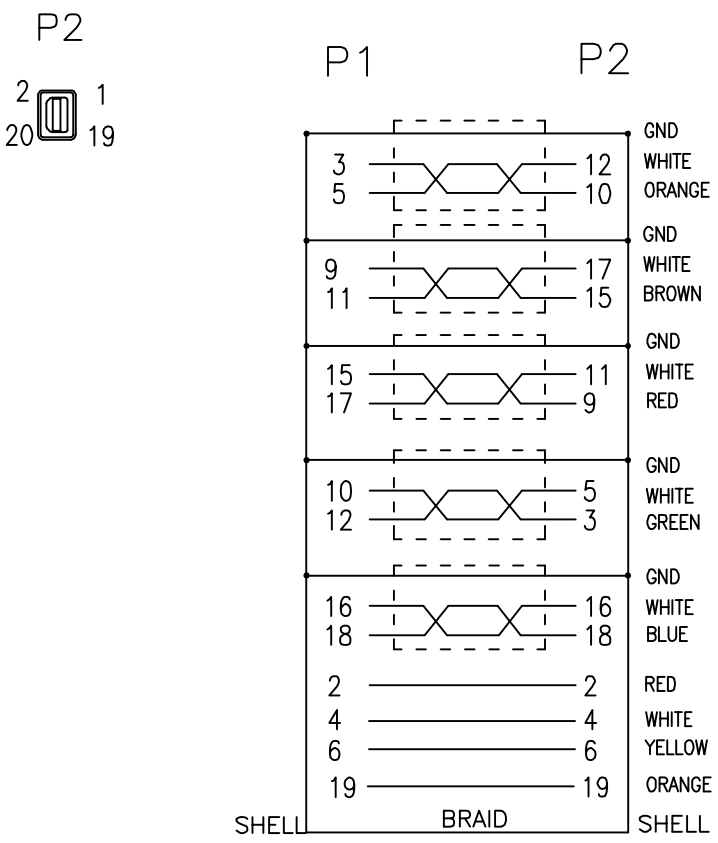 P2
2 1
20 19
P1 P2
GND
3 12 WHITE
5 10 ORANGE
GND
9 17 WHITE
11 15 BROWN
GND
15 11 WHITE
17 9 RED
GND
10 5 WHITE
12 3 GREEN
GND
16 16 WHITE
18 18 BLUE
2 2 RED
4 4 WHITE
6 6 YELLOW
19 19 ORANGE
SHELL BRAID SHELL